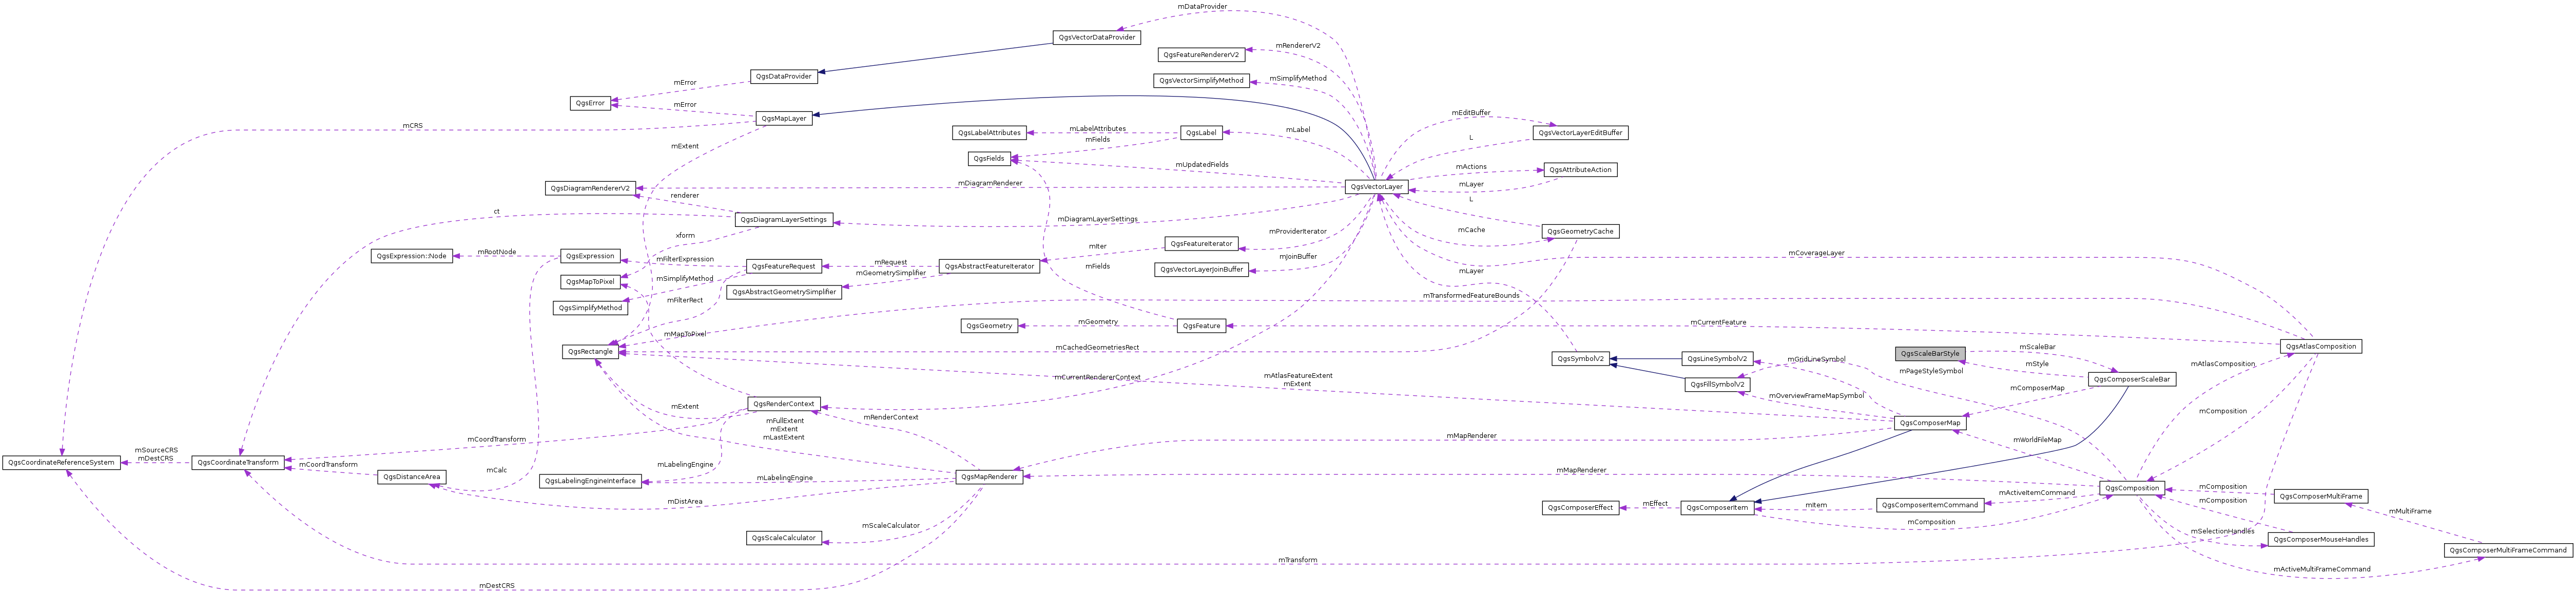 mDataProvider
QgsVectorDataProvider
mRendererV2
QgsFeatureRendererV2
QgsDataProvider
mSimplifyMethod
QgsVectorSimplifyMethod
mError
QgsError
mError
QgsMapLayer
mEditBuffer
mCRS
mLabelAttributes
mLabel
QgsLabelAttributes
QgsLabel
QgsVectorLayerEditBuffer
mFields
L
mExtent
QgsFields
mUpdatedFields
mActions
QgsAttributeAction
mDiagramRenderer
QgsDiagramRendererV2
QgsVectorLayer
mLayer
renderer
L
ct
QgsDiagramLayerSettings
mDiagramLayerSettings
xform
mProviderIterator
mCache
QgsGeometryCache
mIter
QgsFeatureIterator
mRootNode
QgsExpression::Node
QgsExpression
mFilterExpression
mRequest
mJoinBuffer
mCoverageLayer
QgsFeatureRequest
QgsAbstractFeatureIterator
mFields
QgsVectorLayerJoinBuffer
mLayer
mGeometrySimplifier
mSimplifyMethod
QgsMapToPixel
QgsAbstractGeometrySimplifier
mFilterRect
mTransformedFeatureBounds
QgsSimplifyMethod
mGeometry
mCurrentFeature
QgsGeometry
QgsFeature
mMapToPixel
QgsRectangle
mCachedGeometriesRect
QgsSymbolV2
QgsLineSymbolV2
mGridLineSymbol
QgsScaleBarStyle
mScaleBar
QgsAtlasComposition
mStyle
mAtlasComposition
mPageStyleSymbol
mAtlasFeatureExtent
mExtent
mCurrentRendererContext
QgsFillSymbolV2
mComposerMap
QgsComposerScaleBar
mOverviewFrameMapSymbol
QgsRenderContext
mExtent
mRenderContext
mFullExtent
mExtent
mLastExtent
mComposition
QgsComposerMap
mCoordTransform
mMapRenderer
mWorldFileMap
mSourceCRS
mDestCRS
QgsCoordinateReferenceSystem
QgsCoordinateTransform
mCoordTransform
mLabelingEngine
mCalc
mMapRenderer
QgsDistanceArea
QgsLabelingEngineInterface
mLabelingEngine
QgsMapRenderer
QgsComposition
mComposition
QgsComposerMultiFrame
mActiveItemCommand
mDistArea
mEffect
QgsComposerEffect
QgsComposerItem
mItem
QgsComposerItemCommand
mComposition
mMultiFrame
mComposition
mScaleCalculator
QgsScaleCalculator
mSelectionHandles
QgsComposerMouseHandles
QgsComposerMultiFrameCommand
mTransform
mActiveMultiFrameCommand
mDestCRS